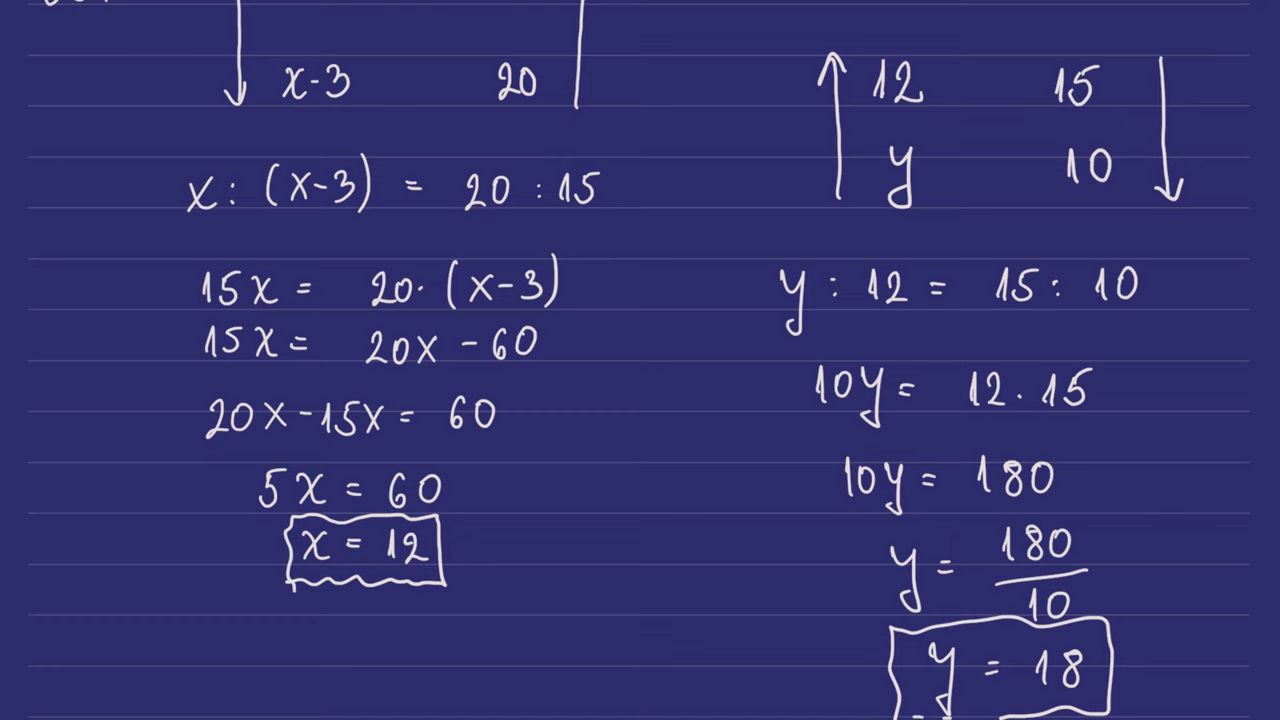 x-3 20
x : (x-3) = 20 : 15
15x = 20· (x-3)
15x = 20x - 60
20x - 15x = 60
5x = 60
x = 12
12 15
y 10
y : 12 = 15 : 10
10y = 12 · 15
10y = 180
y = 180/10
y = 18